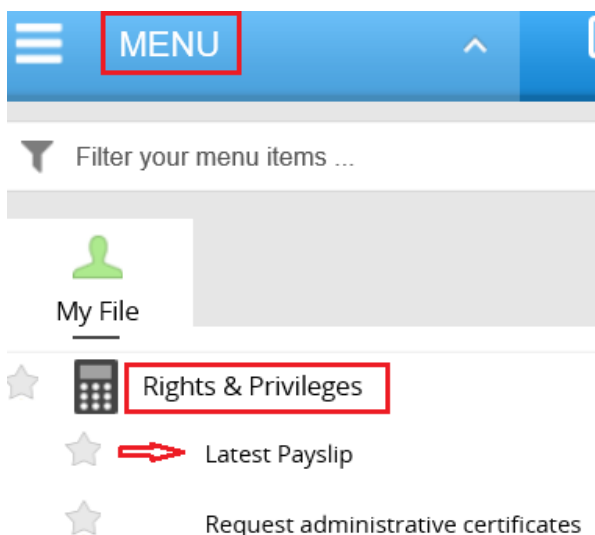 MENU
Filter your menu items ...
My File
Rights & Privileges
Latest Payslip
Request administrative certificates